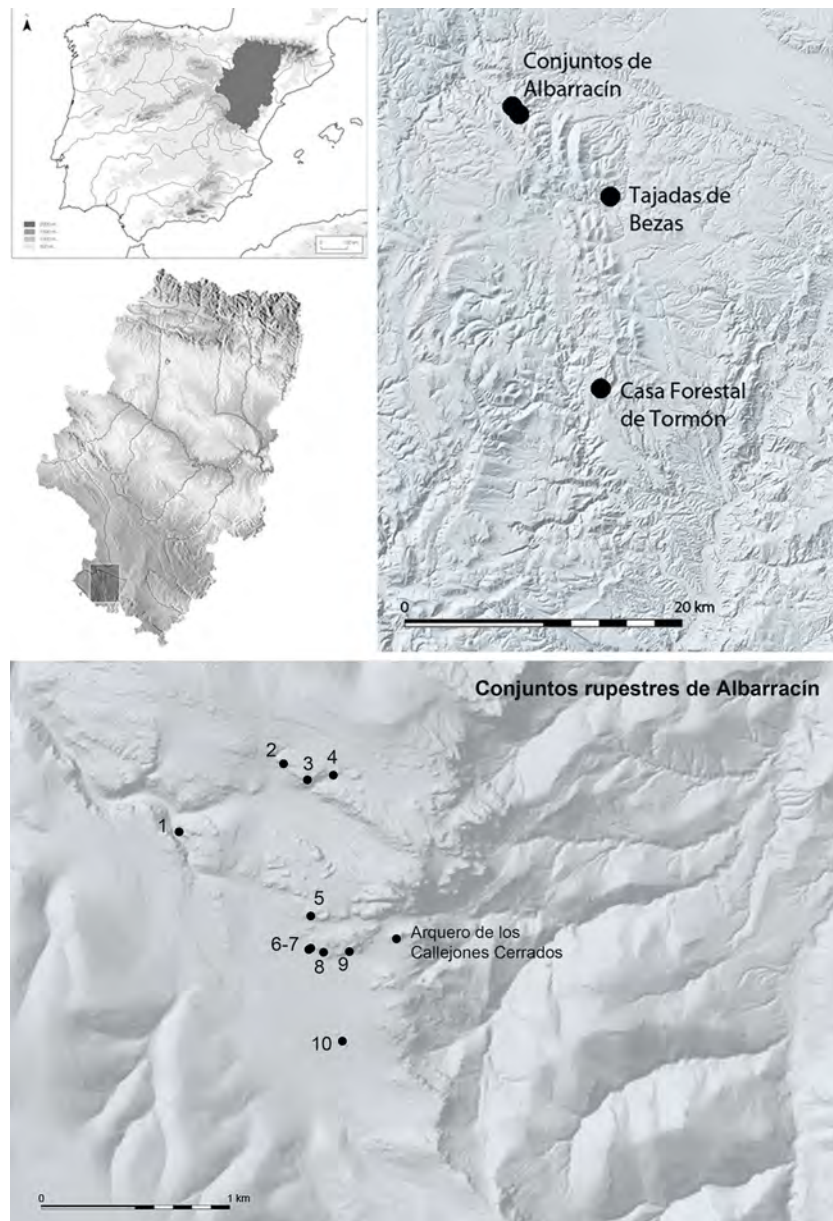 Conjuntos de
Albarracín
Tajadas de
Bezas
Casa Forestal
de Tormón
0
20 km
Conjuntos rupestres de Albarracín
2
3
4
1
5
Arquero de los
Callejones Cerrados
6-7
8
9
10
0
1 km